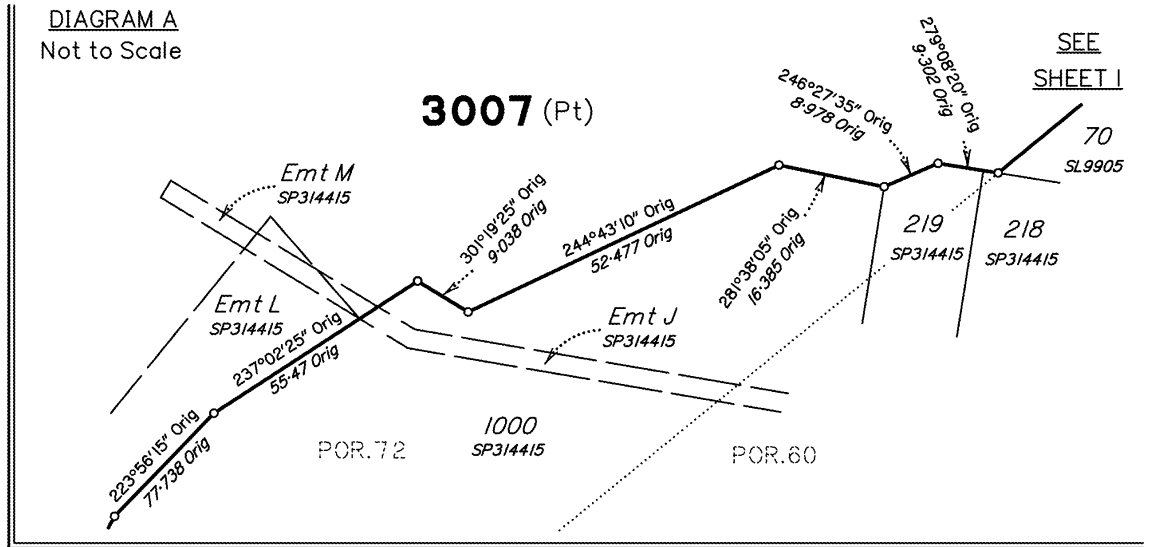 DIAGRAM A
Not to Scale
SEE
SHEET 1
3007 (Pt)
279°08'20" Orig
9·302 Orig
246°27'35" Orig
8·978 Orig
70
SL9905
Emt M
SP314415
301°19'25" Orig
9·038 Orig
244°43'10" Orig
52·477 Orig
281°38'05" Orig
16·385 Orig
219
SP314415
218
SP314415
Emt L
SP314415
Emt J
SP314415
237°02'25" Orig
55·47 Orig
223°56'15" Orig
77·738 Orig
POR.72
1000
SP314415
POR.60